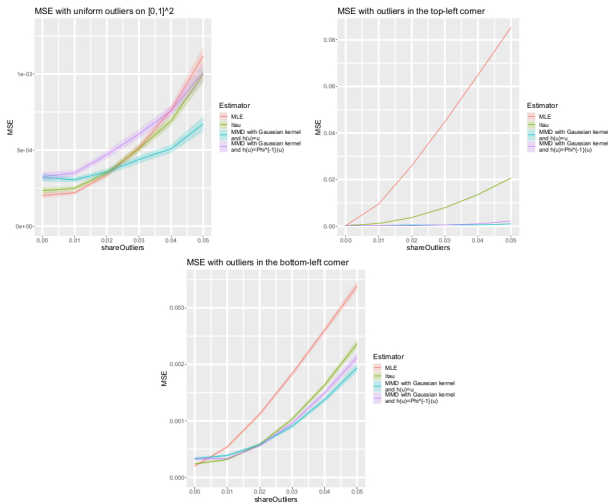 MSE with uniform outliers on [0,1]^2
MSE
1e-03
5e-04
0e+00
0.00 0.01 0.02 0.03 0.04 0.05
shareOutliers
Estimator
MLE
Itau
MMD with Gaussian kernel
and h(u)=u
MMD with Gaussian kernel
and h(u)=Phi^{-1}(u)
MSE with outliers in the top-left corner
MSE
0.08
0.06
0.04
0.02
0.00
0.00 0.01 0.02 0.03 0.04 0.05
shareOutliers
Estimator
MLE
Itau
MMD with Gaussian kernel
and h(u)=u
MMD with Gaussian kernel
and h(u)=Phi^{-1}(u)
MSE with outliers in the bottom-left corner
MSE
0.003
0.002
0.001
0.000
0.00 0.01 0.02 0.03 0.04 0.05
shareOutliers
Estimator
MLE
Itau
MMD with Gaussian kernel
and h(u)=u
MMD with Gaussian kernel
and h(u)=Phi^{-1}(u)